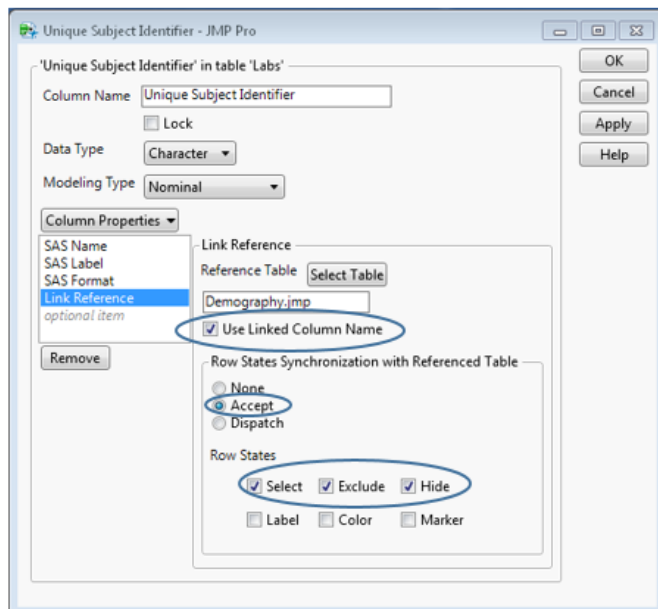 Unique Subject Identifier - JMP Pro
'Unique Subject Identifier' in table 'Labs'
OK
Column Name Unique Subject Identifier
Cancel
Lock
Apply
Data Type Character
Help
Modeling Type Nominal
Column Properties
SAS Name
SAS Label
SAS Format
Link Reference
optional item
Remove
Link Reference
Reference Table Select Table
Demography.jmp
Use Linked Column Name
Row States Synchronization with Referenced Table
None
Accept
Dispatch
Row States
Select Exclude Hide
Label Color Marker